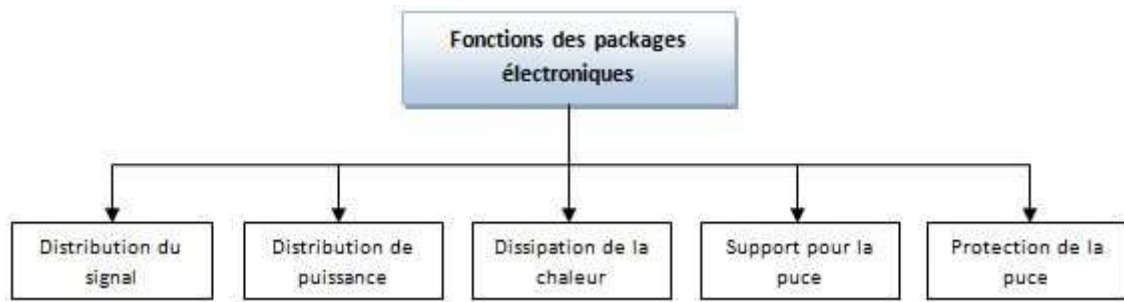 Fonctions des packages
électroniques
Distribution du
signal
Distribution de
puissance
Dissipation de la
chaleur
Support pour la
puce
Protection de la
puce